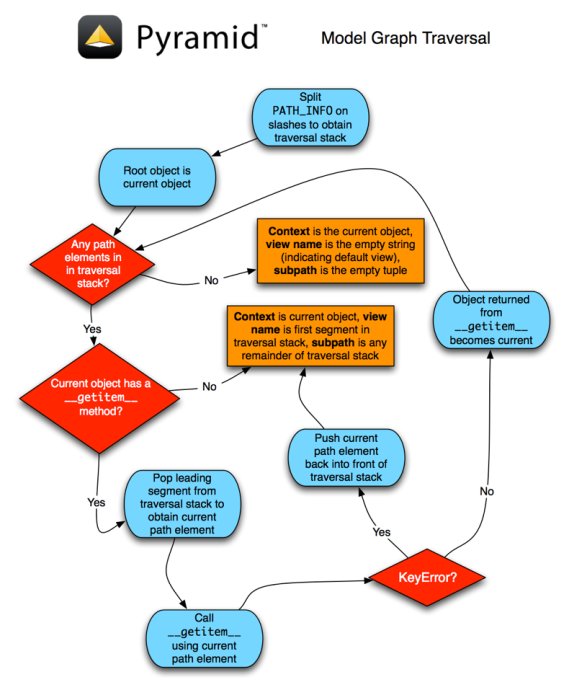 Pyramid™
Model Graph Traversal
Split
PATH_INFO on
slashes to obtain
traversal stack
Root object is
current object
Any path
elements in
in traversal
stack?
No
Context is the current object,
view name is the empty string
(indicating default view),
subpath is the empty tuple
Yes
Context is current object, view
name is first segment in
traversal stack, subpath is any
remainder of traversal stack
Object returned
from
__getitem__
becomes current
Current object has a
__getitem__
method?
No
Push current
path element
back into front of
traversal stack
Yes
Pop leading
segment from
traversal stack to
obtain current
path element
No
Yes
KeyError?
Call
__getitem__
using current
path element